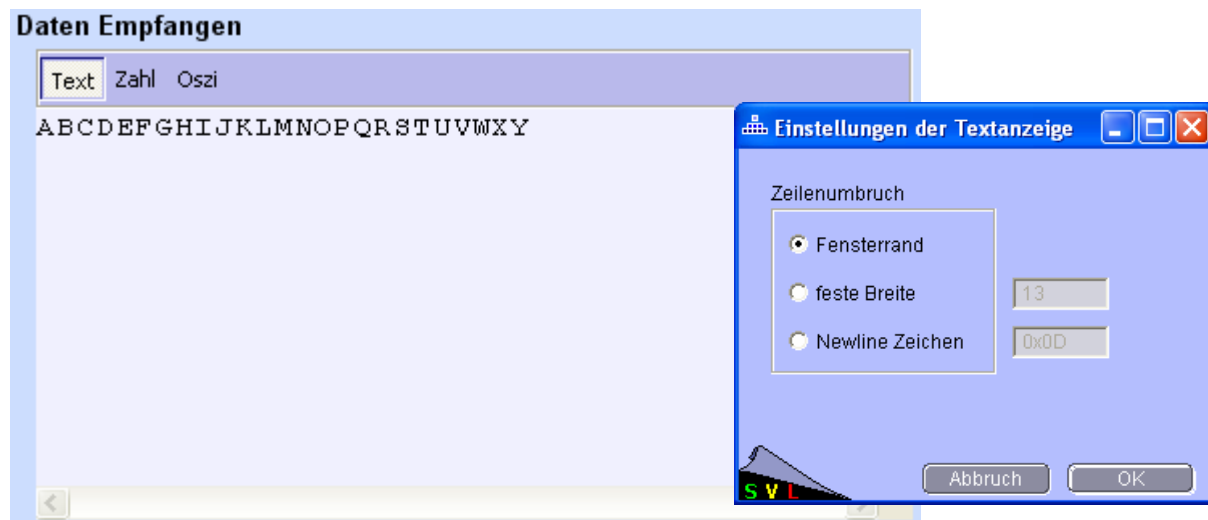 Daten Empfangen
Text Zahl Oszi
ABCDEFGHIJKLMNOPQRSTUVWXY
Einstellungen der Textanzeige
Zeilenumbruch
Fensterrand
feste Breite 13
Newline Zeichen 0x0D
S V L
Abbruch OK